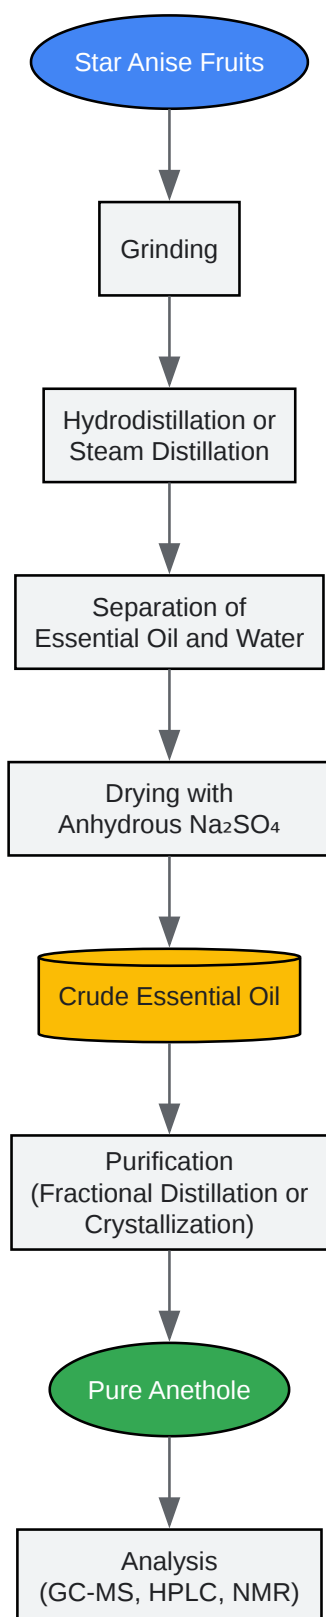 Star Anise Fruits
Grinding
Hydrodistillation or
Steam Distillation
Separation of
Essential Oil and Water
Drying with
Anhydrous Na₂SO₄
Crude Essential Oil
Purification
(Fractional Distillation or
Crystallization)
Pure Anethole
Analysis
(GC-MS, HPLC, NMR)